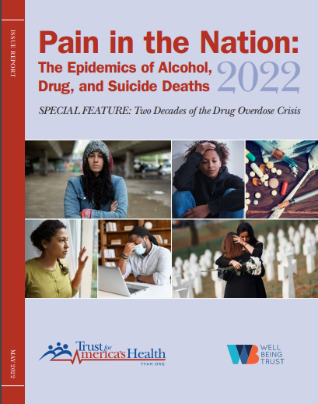 ISSUE REPORT
Pain in the Nation:
The Epidemics of Alcohol,
Drug, and Suicide Deaths 2022
SPECIAL FEATURE: Two Decades of the Drug Overdose Crisis
Trust for
America's Health
TFAH.ORG
WB
WELL
BEING
TRUST
MAY 2022